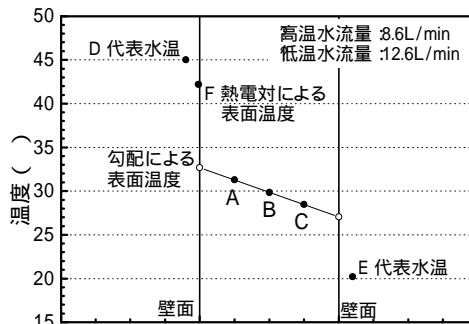 50
45
40
35
30
25
20
15
温度( )
高温水流量:8.6L/min
低温水流量:12.6L/min
D 代表水温
F 熱電対による
表面温度
勾配による
表面温度
A
B
C
E 代表水温
壁面
壁面